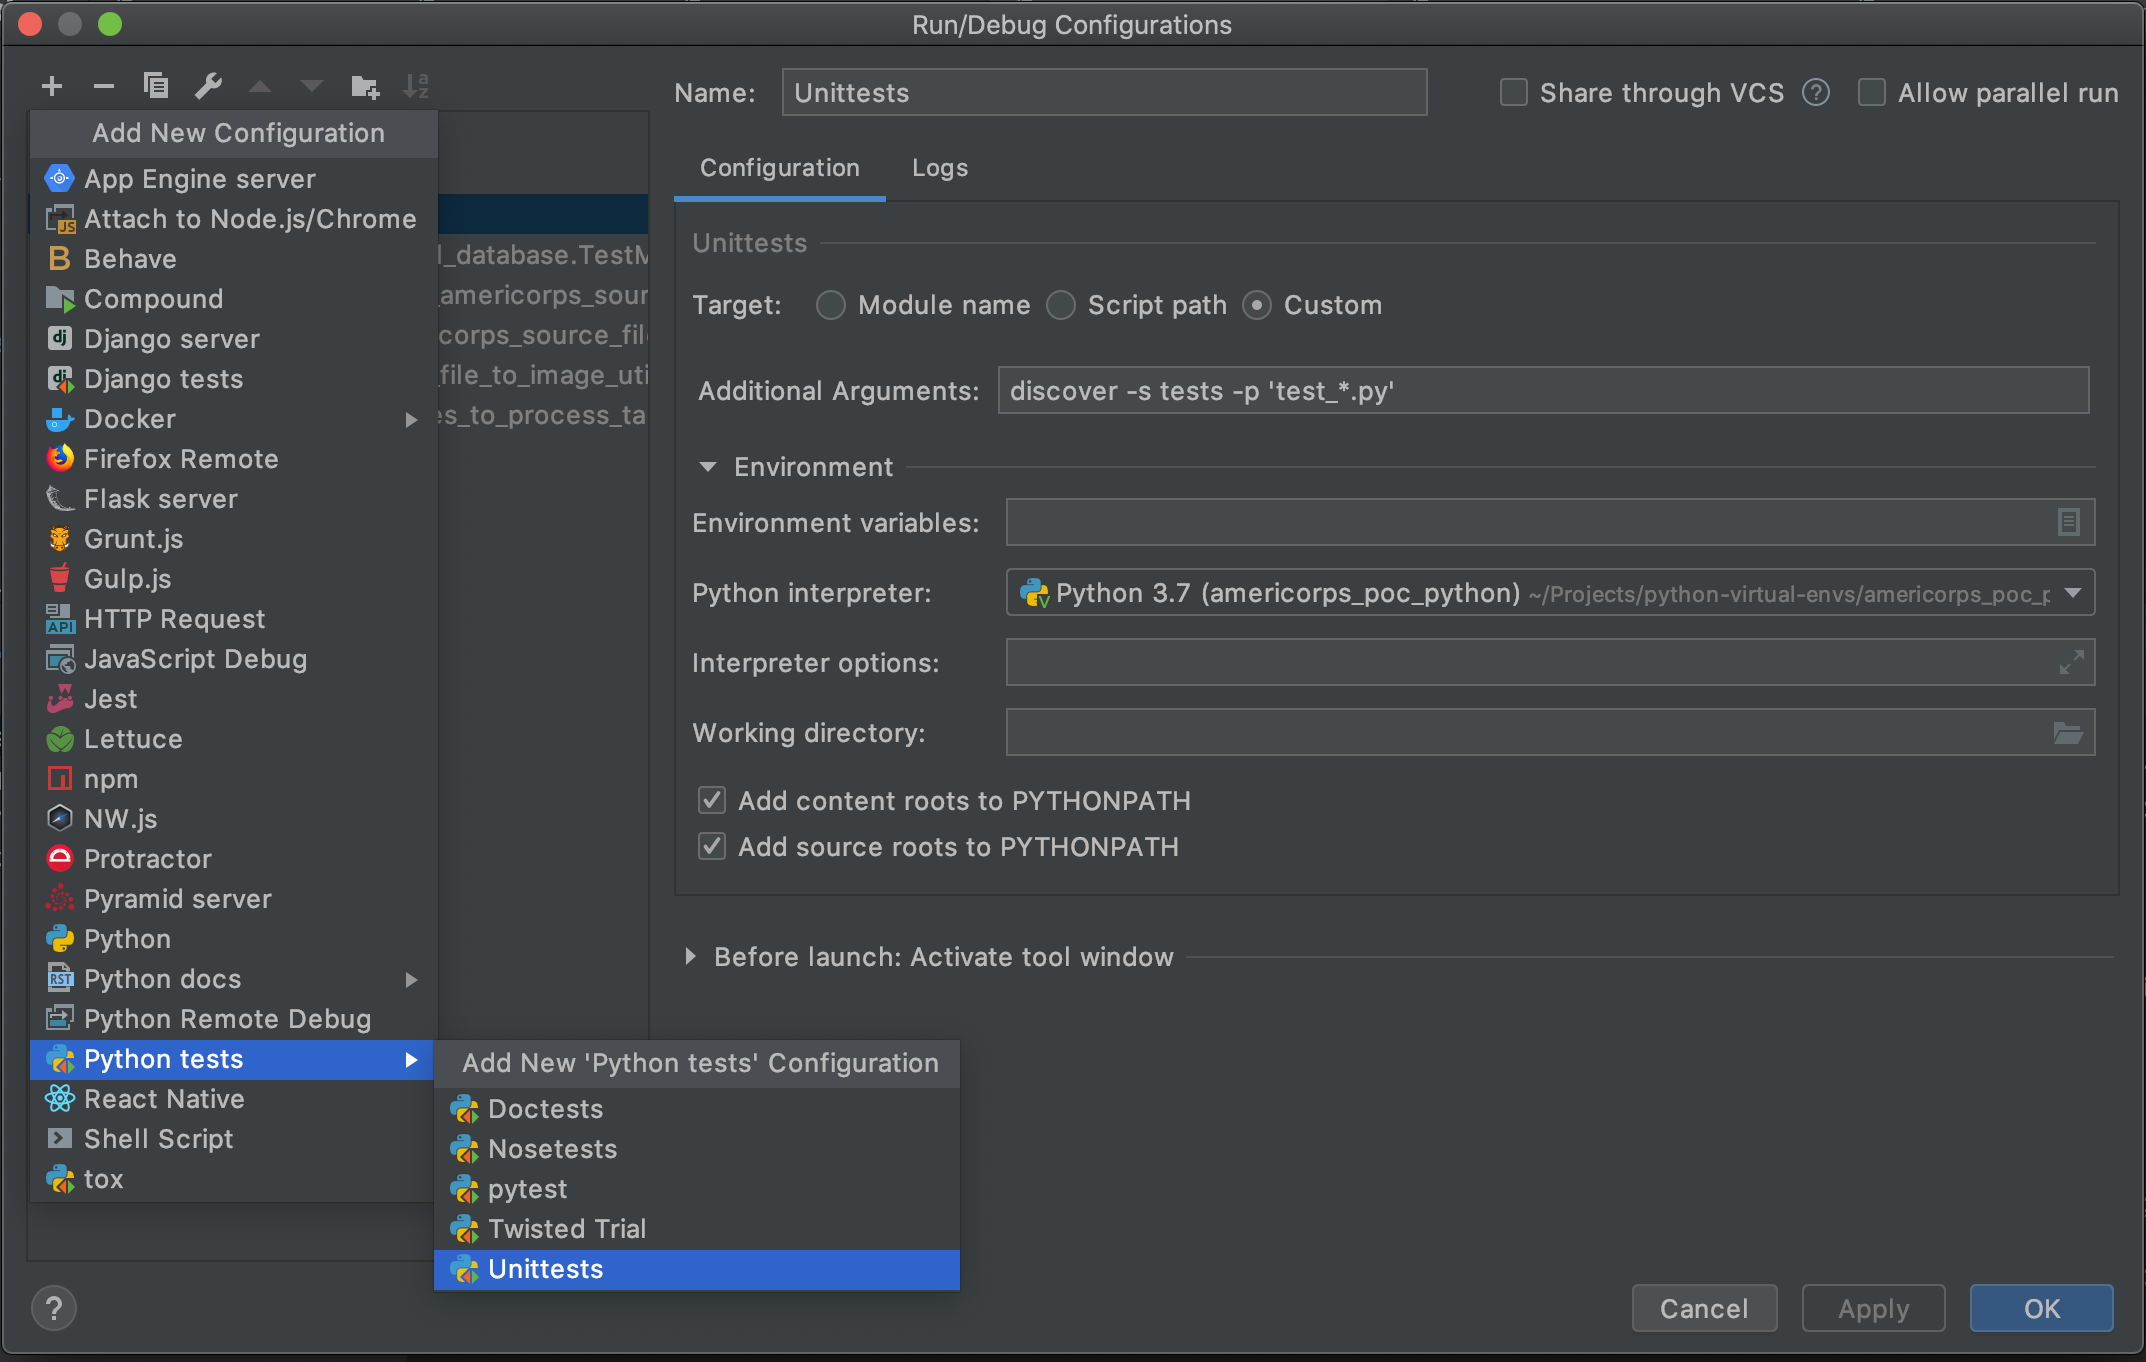 Run/Debug Configurations
Name: Unittests
Share through VCS ? Allow parallel run
Add New Configuration
App Engine server
Attach to Node.js/Chrome
Behave
Compound
Django server
Django tests
Docker
Firefox Remote
Flask server
Grunt.js
Gulp.js
HTTP Request
JavaScript Debug
Jest
Lettuce
npm
NW.js
Protractor
Pyramid server
Python
Python docs
Python Remote Debug
Python tests
React Native
Shell Script
tox
l_database.TestM
_americorps_sour
corps_source_file
_file_to_image_uti
es_to_process_ta
Add New 'Python tests' Configuration
Doctests
Nosetests
pytest
Twisted Trial
Unittests
Configuration Logs
Unittests
Target: Module name Script path Custom
Additional Arguments: discover -s tests -p 'test_*.py'
Environment
Environment variables:
Python interpreter: Python 3.7 (americorps_poc_python) ~/Projects/python-virtual-envs/americorps_poc_p
Interpreter options:
Working directory:
Add content roots to PYTHONPATH
Add source roots to PYTHONPATH
Before launch: Activate tool window
? Cancel Apply OK